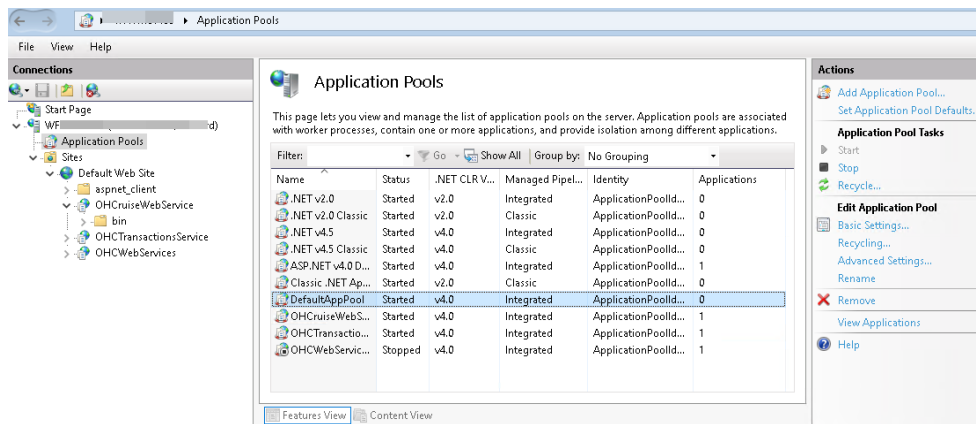 Application Pools
File View Help
Connections
Start Page
WF
rd)
Application Pools
Sites
Default Web Site
aspnet_client
OHCruiseWebService
bin
OHCTransactionsService
OHCWebServices
Application Pools
This page lets you view and manage the list of application pools on the server. Application pools are associated
with worker processes, contain one or more applications, and provide isolation among different applications.
Filter: Go Show All Group by: No Grouping
Name Status .NET CLR V... Managed Pipel... Identity Applications
.NET v2.0 Started v2.0 Integrated ApplicationPoolId... 0
.NET v2.0 Classic Started v2.0 Classic ApplicationPoolId... 0
.NET v4.5 Started v4.0 Integrated ApplicationPoolId... 0
.NET v4.5 Classic Started v4.0 Classic ApplicationPoolId... 0
ASP.NET v4.0 D... Started v4.0 Integrated ApplicationPoolId... 1
Classic .NET Ap... Started v2.0 Classic ApplicationPoolId... 0
DefaultAppPool Started v4.0 Integrated ApplicationPoolId... 0
OHCruiseWebS... Started v4.0 Integrated ApplicationPoolId... 1
OHCTransactio... Started v4.0 Integrated ApplicationPoolId... 1
OHCWebServic... Stopped v4.0 Integrated ApplicationPoolId... 1
Features View Content View
Actions
Add Application Pool...
Set Application Pool Defaults.
Application Pool Tasks
Start
Stop
Recycle...
Edit Application Pool
Basic Settings...
Recycling...
Advanced Settings...
Rename
Remove
View Applications
Help